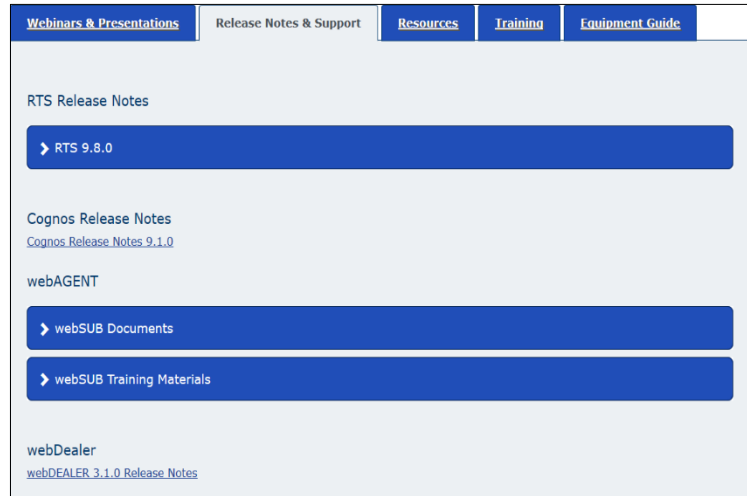 Webinars & Presentations Release Notes & Support Resources Training Equipment Guide
RTS Release Notes
RTS 9.8.0
Cognos Release Notes
Cognos Release Notes 9.1.0
webAGENT
webSUB Documents
webSUB Training Materials
webDealer
webDEALER 3.1.0 Release Notes